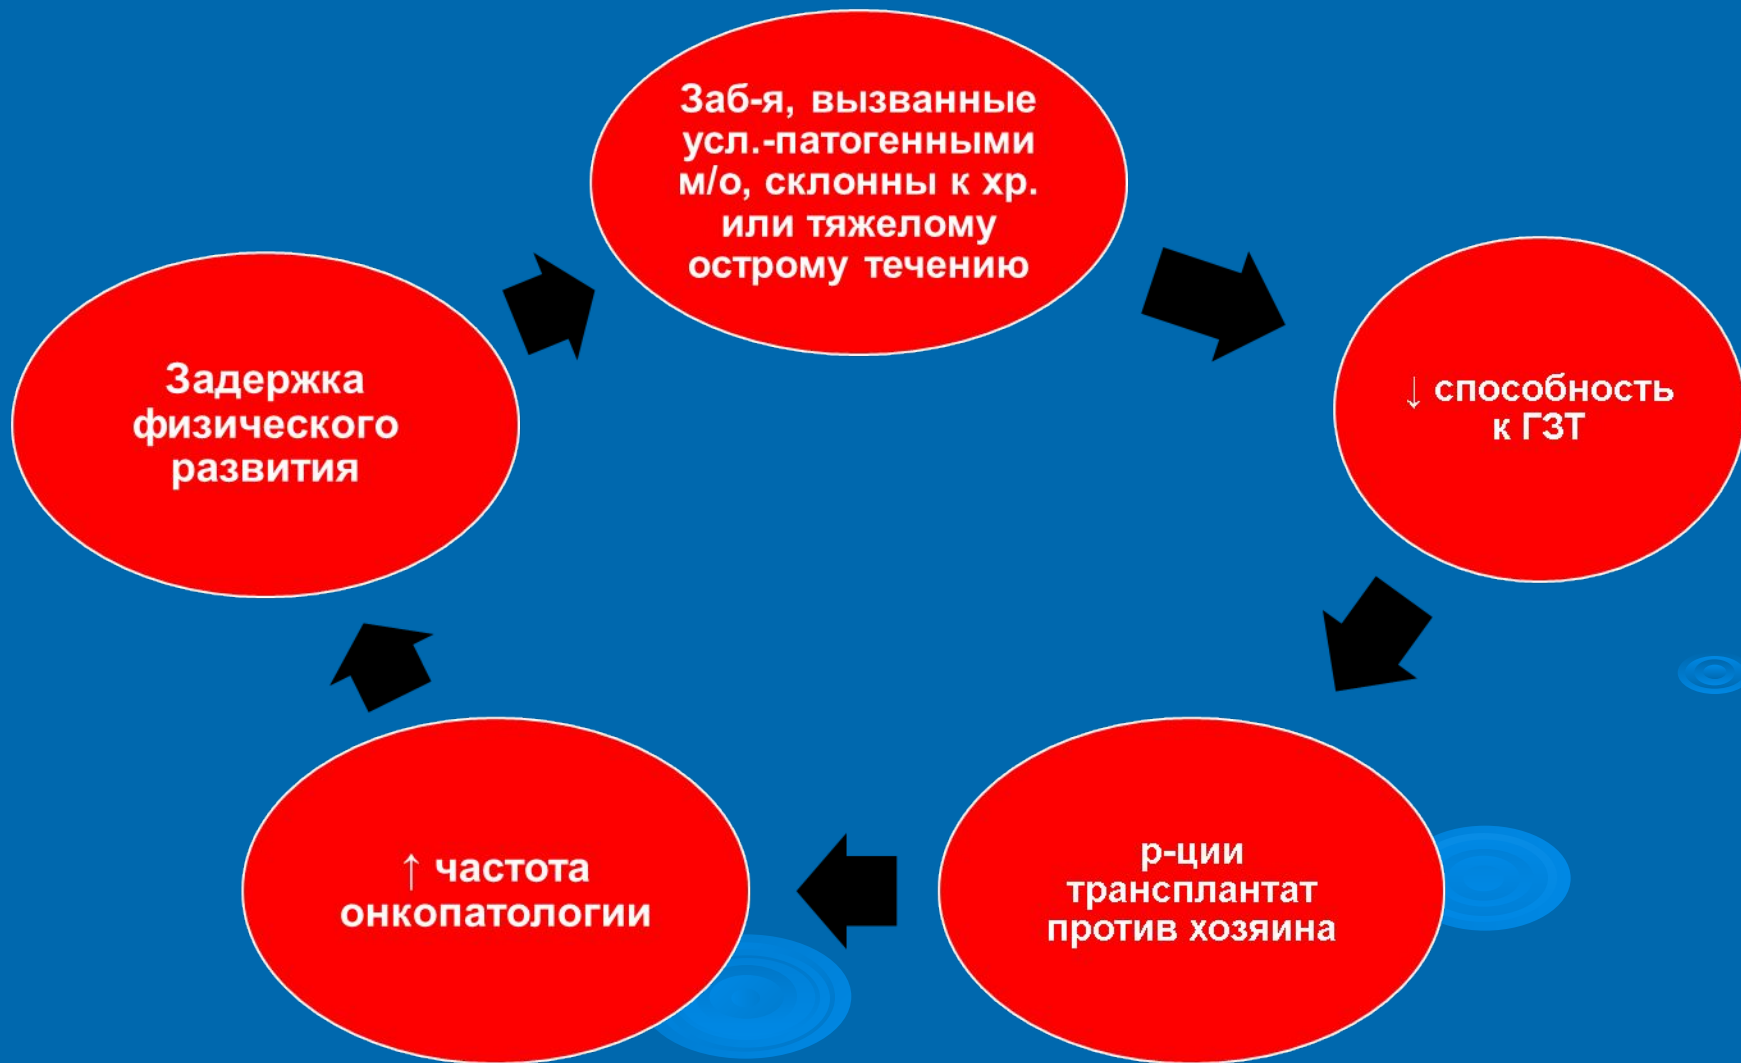 Заб-я, вызванные
усл.-патогенными
м/о, склонны к хр.
или тяжелому
острому течению
↓ способность
к ГЗТ
р-ции
трансплантат
против хозяина
↑ частота
онкопатологии
Задержка
физического
развития